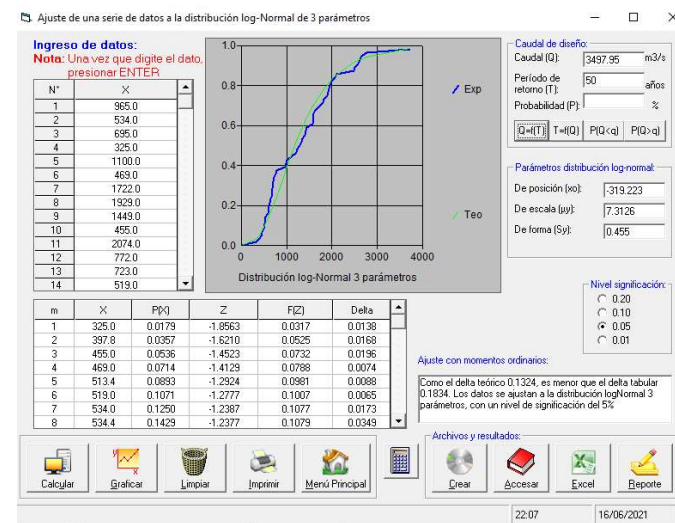 Ajuste de una serie de datos a la distribución log-Normal de 3 parámetros
Ingreso de datos:
Nota: Una vez que digite el dato,
presionar ENTER
N° X
1 965.0
2 534.0
3 695.0
4 325.0
5 1100.0
6 469.0
7 1722.0
8 1929.0
9 1449.0
10 455.0
11 2074.0
12 772.0
13 723.0
14 519.0
1.0
0.8
0.6
0.4
0.2
0.0
0 1000 2000 3000 4000
Distribución log-Normal 3 parámetros
Exp
Teo
Caudal de diseño:
Caudal (Q): 3497.95 m3/s
Período de
retorno (T): 50 años
Probabilidad (P): %
Q=f(T) T=f(Q) P(Q<q) P(Q>q)
Parámetros distribución log-normal:
De posición (xo): -319.223
De escala (µy): 7.3126
De forma (Sy): 0.455
Nivel significación:
0.20
0.10
0.05
0.01
m X P(X) Z F(Z) Delta
1 325.0 0.0179 -1.8563 0.0317 0.0138
2 397.8 0.0357 -1.6210 0.0525 0.0168
3 455.0 0.0536 -1.4523 0.0732 0.0196
4 469.0 0.0714 -1.4129 0.0788 0.0074
5 513.4 0.0893 -1.2924 0.0981 0.0088
6 519.0 0.1071 -1.2777 0.1007 0.0065
7 534.0 0.1250 -1.2387 0.1077 0.0173
8 534.4 0.1429 -1.2377 0.1079 0.0349
Ajuste con momentos ordinarios:
Como el delta teórico 0.1324, es menor que el delta tabular
0.1834. Los datos se ajustan a la distribución logNormal 3
parámetros, con un nivel de significación del 5%
Archivos y resultados:
Calcular Graficar Limpiar Imprimir Menú Principal Crear Accesar Excel Reporte
22:07 16/06/2021